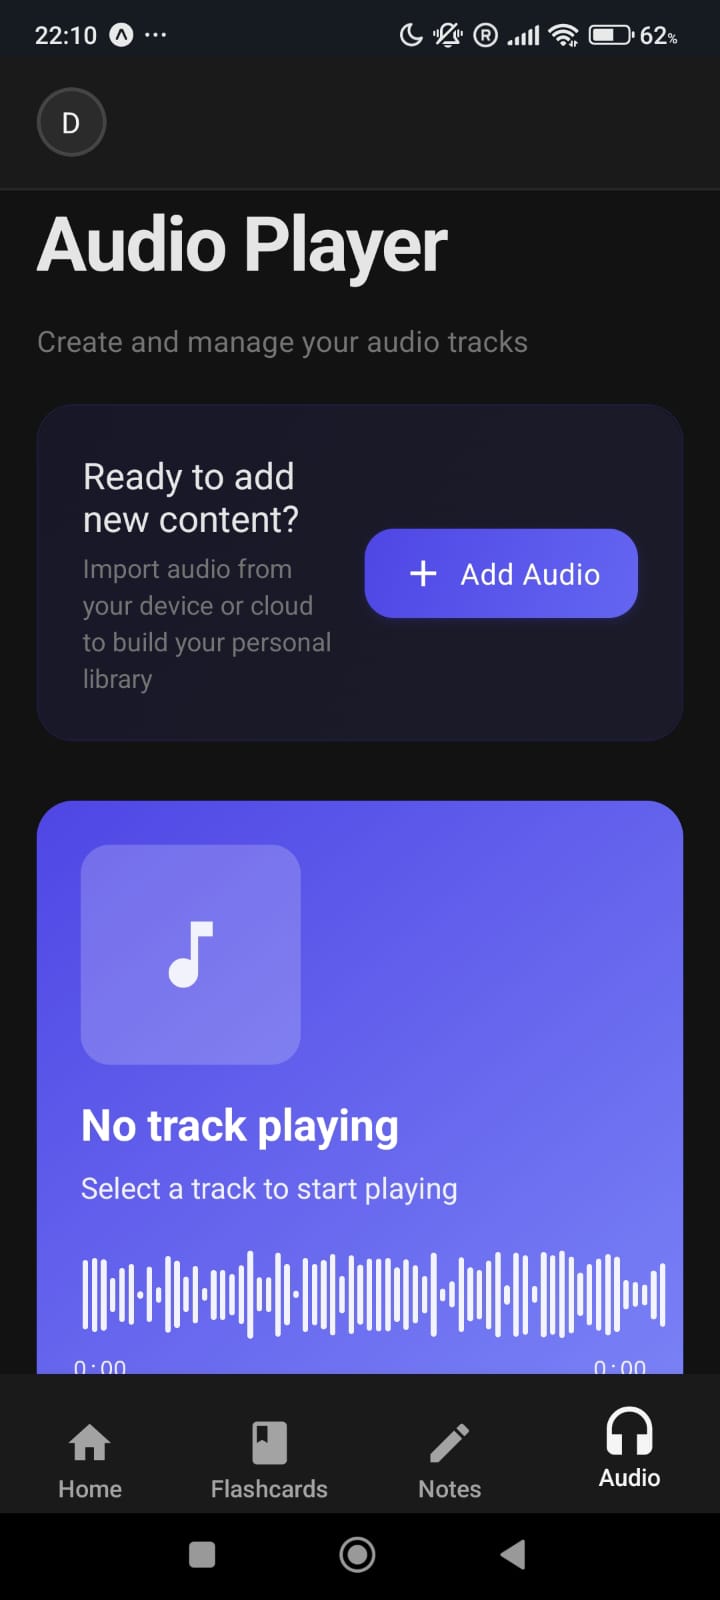 22:10 ... R 62%
D
Audio Player
Create and manage your audio tracks
Ready to add
new content?
Import audio from
your device or cloud
to build your personal
library
+ Add Audio
No track playing
Select a track to start playing
0:00 0:00
Home Flashcards Notes Audio